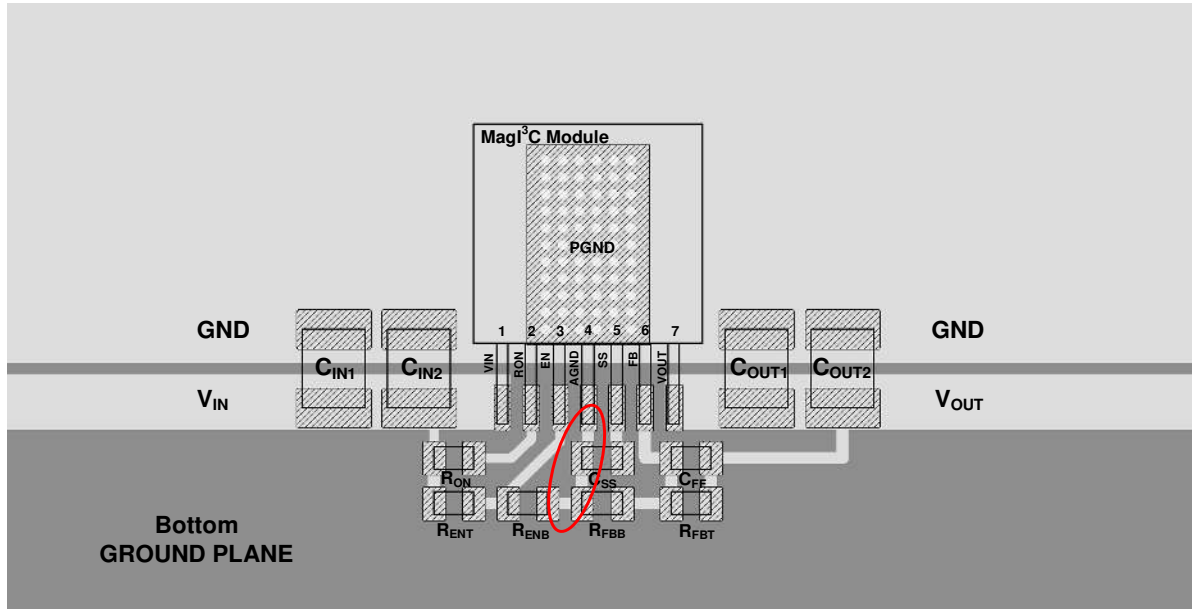 MagI³C Module
PGND
1 2 3 4 5 6 7
VIN RON EN AGND SS FB VOUT
GND
GND
CIN1 CIN2 COUT1 COUT2
VIN
VOUT
RON CSS CFF
RENT RENB RFBB RFBT
Bottom
GROUND PLANE